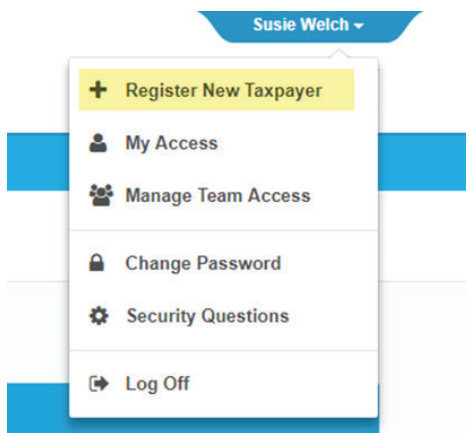 Susie Welch
Register New Taxpayer
My Access
Manage Team Access
Change Password
Security Questions
Log Off